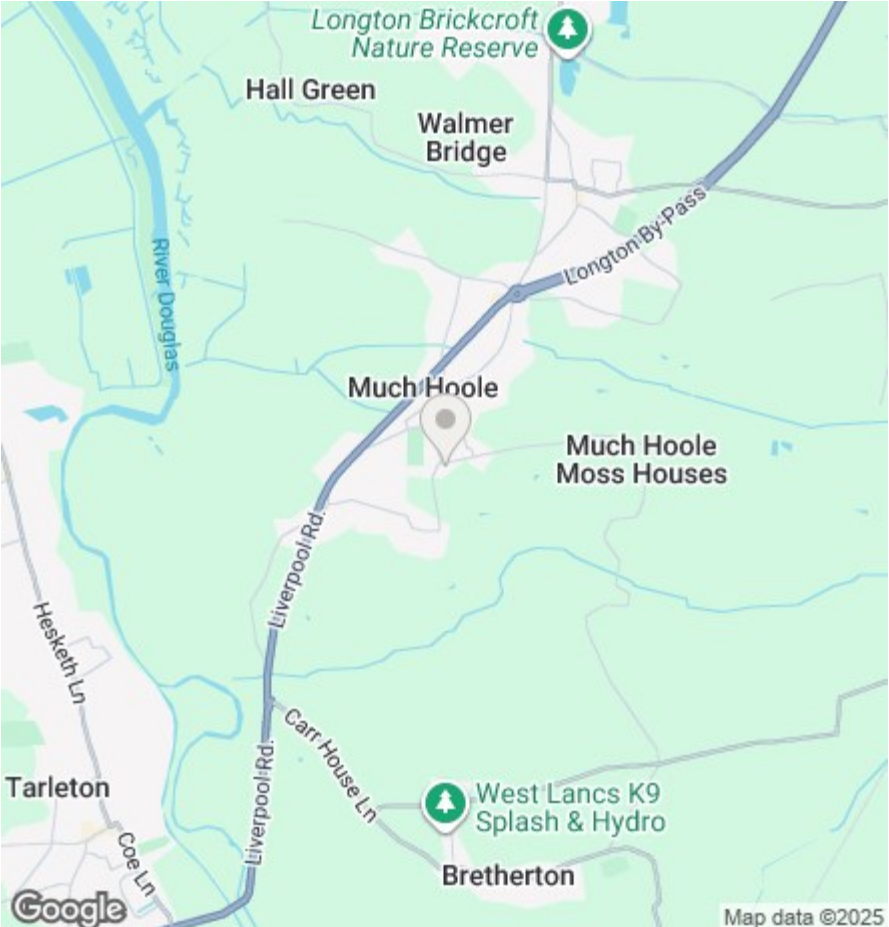 Longton Brickcroft
Nature Reserve
Hall Green
Walmer
Bridge
Longton By-Pass
River Douglas
Much Hoole
Much Hoole
Moss Houses
Liverpool Rd.
Hesketh Ln
Carr House Ln
Liverpool Rd.
Tarleton
West Lancs K9
Splash & Hydro
Coe Ln
Bretherton
Google
Map data ©2025